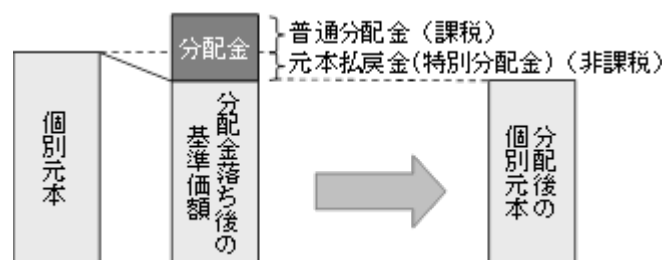 分配金
普通分配金（課税）
元本払戻金(特別分配金)（非課税）
個別元本
分配金落ち後の
基準価額
分配後の
個別元本